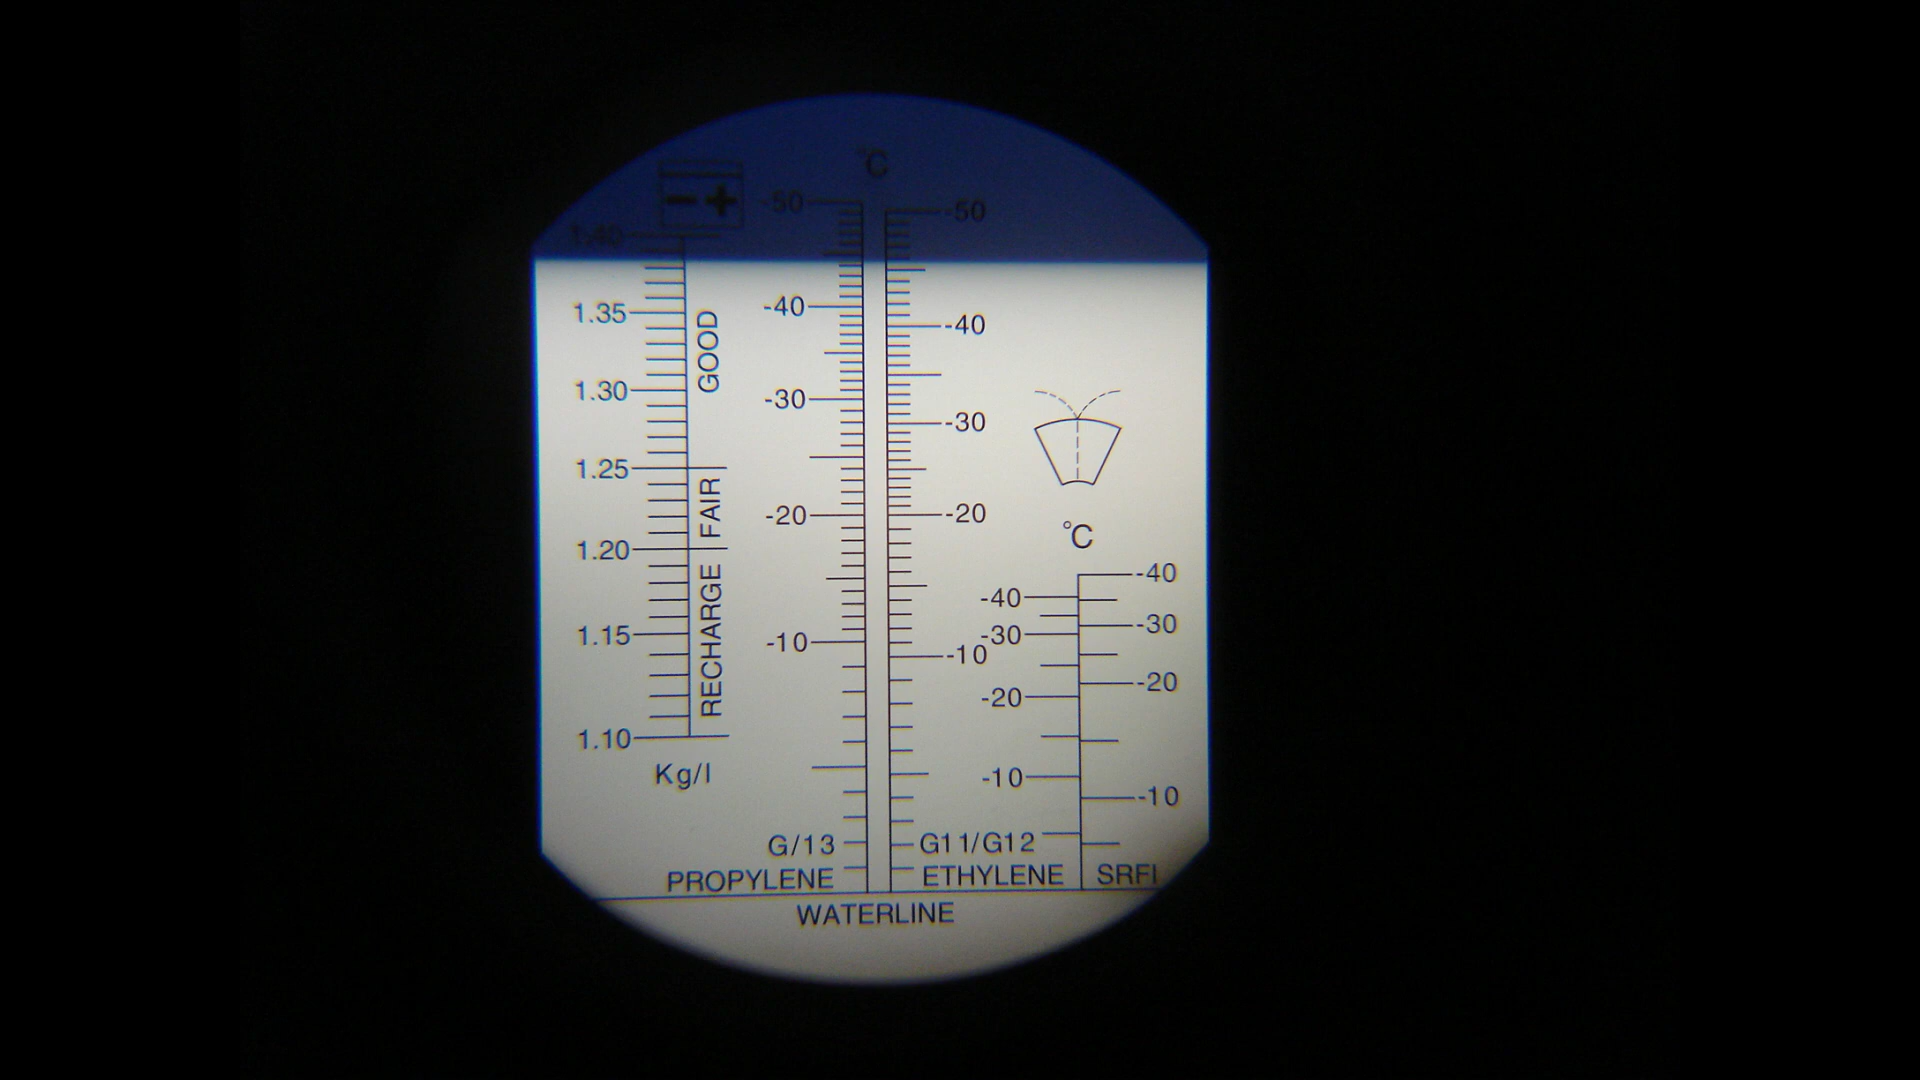 °C
- +
-50
-50
1.40
1.35
-40
-40
GOOD
1.30
-30
-30
1.25
FAIR
-20
-20
°C
1.20
RECHARGE
-40
-40
-30
-30
1.15
-10
-10
-20
-20
1.10
Kg/l
-10
-10
G/13
G11/G12
PROPYLENE
ETHYLENE
SRFI
WATERLINE